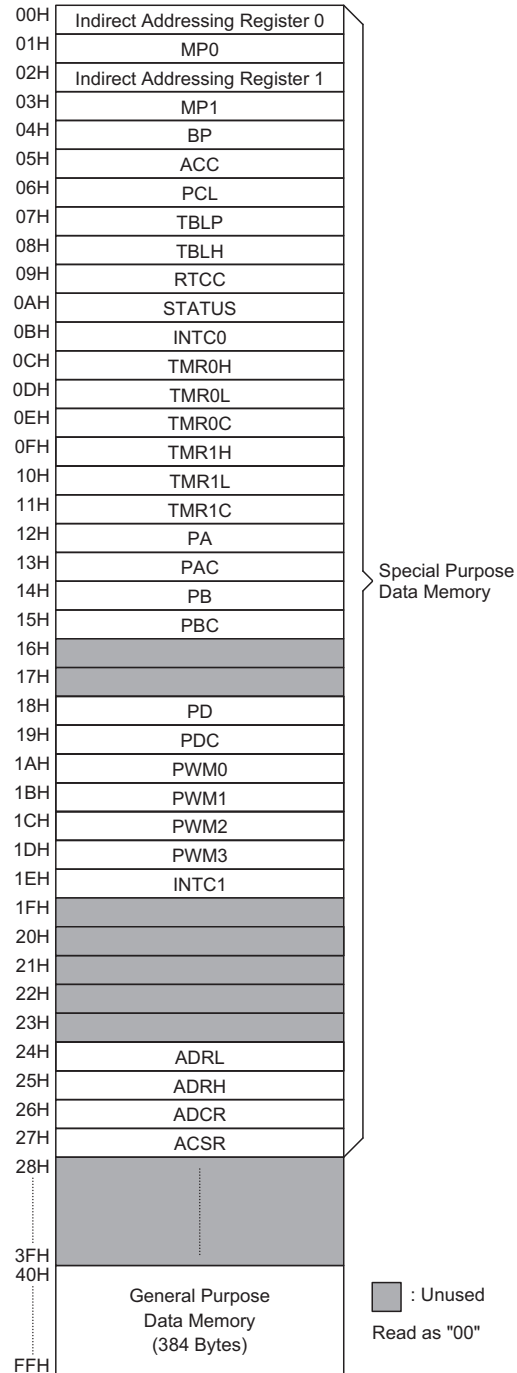 00H Indirect Addressing Register 0
01H MP0
02H Indirect Addressing Register 1
03H MP1
04H BP
05H ACC
06H PCL
07H TBLP
08H TBLH
09H RTCC
0AH STATUS
0BH INTC0
0CH TMR0H
0DH TMR0L
0EH TMR0C
0FH TMR1H
10H TMR1L
11H TMR1C
12H PA
13H PAC
14H PB
15H PBC
16H
17H
18H PD
19H PDC
1AH PWM0
1BH PWM1
1CH PWM2
1DH PWM3
1EH INTC1
1FH
20H
21H
22H
23H
24H ADRL
25H ADRH
26H ADCR
27H ACSR
28H
3FH
40H
General Purpose
Data Memory
(384 Bytes)
FFH
Special Purpose
Data Memory
: Unused
Read as "00"